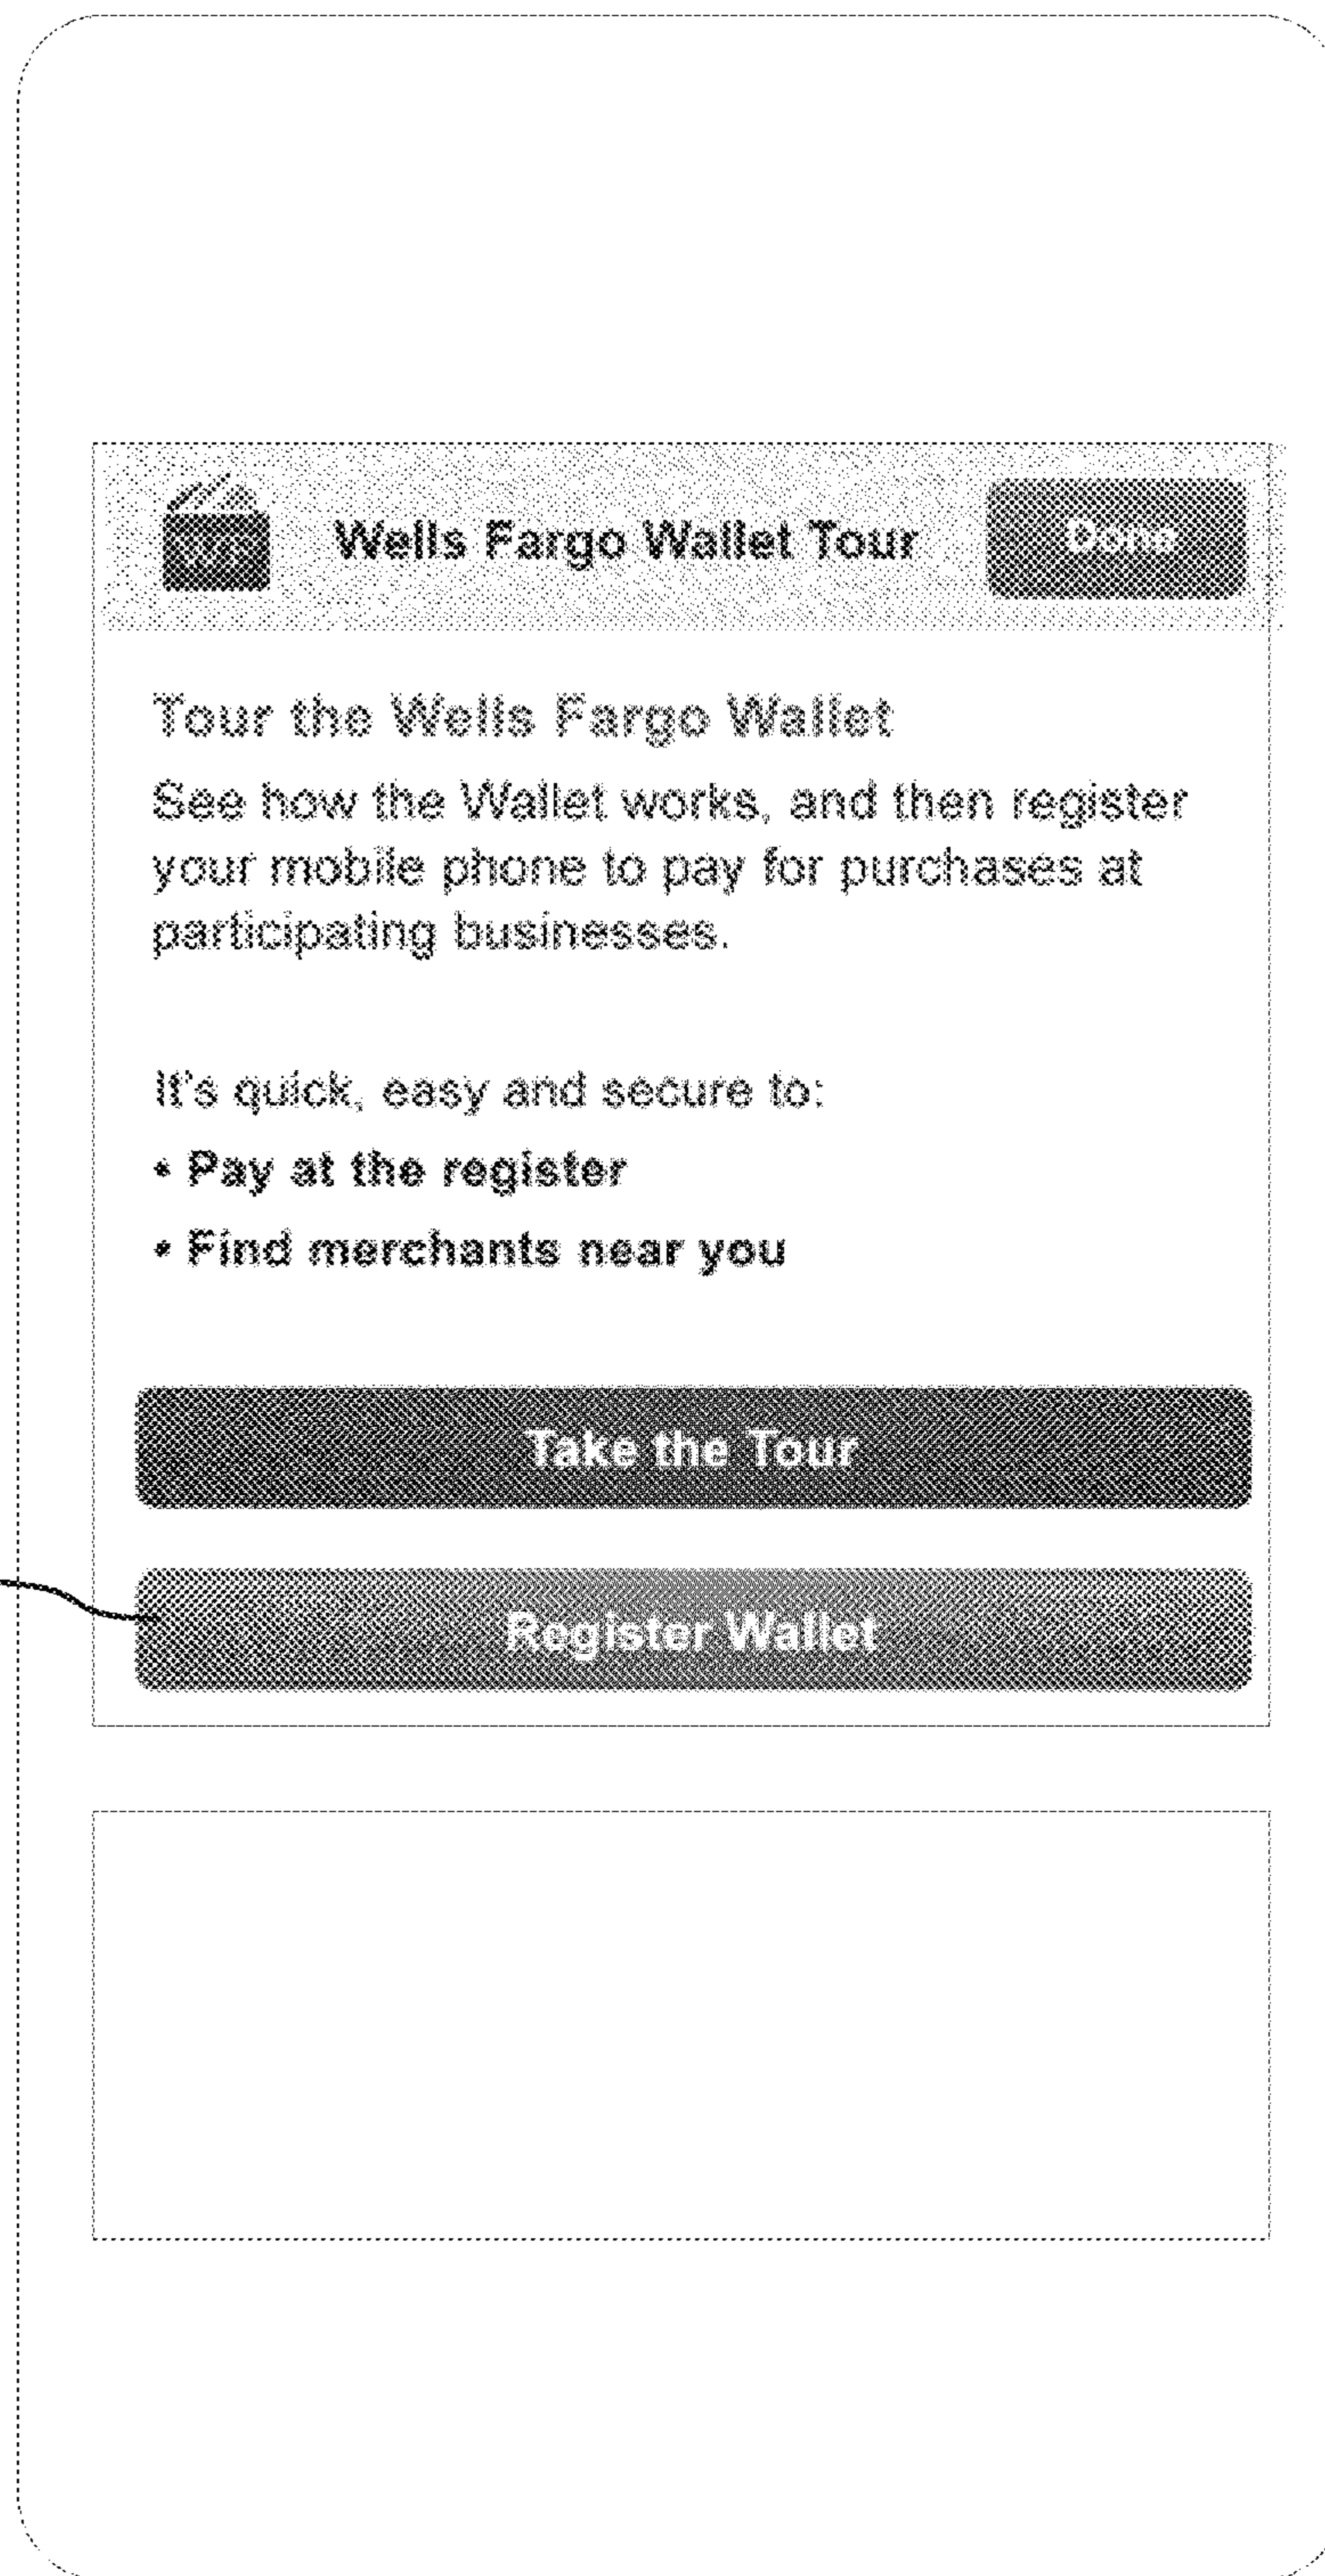 Wells Fargo Wallet Tour
Done
Tour the Wells Fargo Wallet
See how the Wallet works, and then register
your mobile phone to pay for purchases at
participating businesses.
It's quick, easy and secure to:
• Pay at the register
• Find merchants near you
Take the Tour
Register Wallet